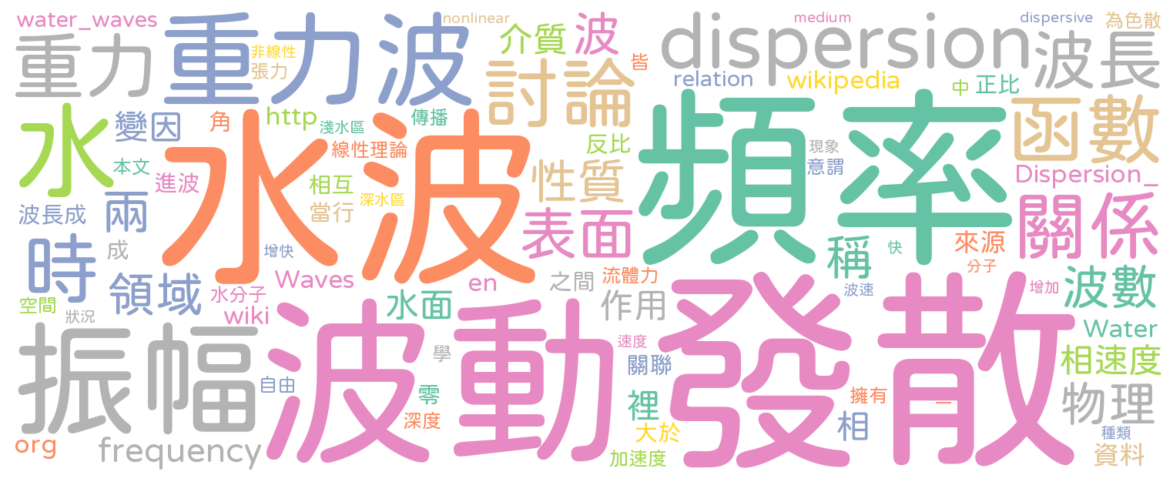 water_waves
nonlinear
dispersion
medium
dispersive
為色散
重力
重力波
非線性
張力
介質
波
討論
皆
relation
wikipedia
中
正比
波長
水
變因
角
http
淺水區
傳播
線性理論
反比
頻率
現象
意謂
函數
本文
進波
水波
相互
當行
深水區
性質
Dispersion_
波長成
兩
表面
關係
時
成
增快
稱
快
來源
分子
領域
水分子
Waves
en
之間
流體力
波速
增加
波數
空間
狀況
wiki
水面
作用
Water
振幅
波動
學
速度
關聯
發散
相速度
自由
零
深度
裡
大於
相
擁有
一
物理
種類
org
frequency
加速度
資料